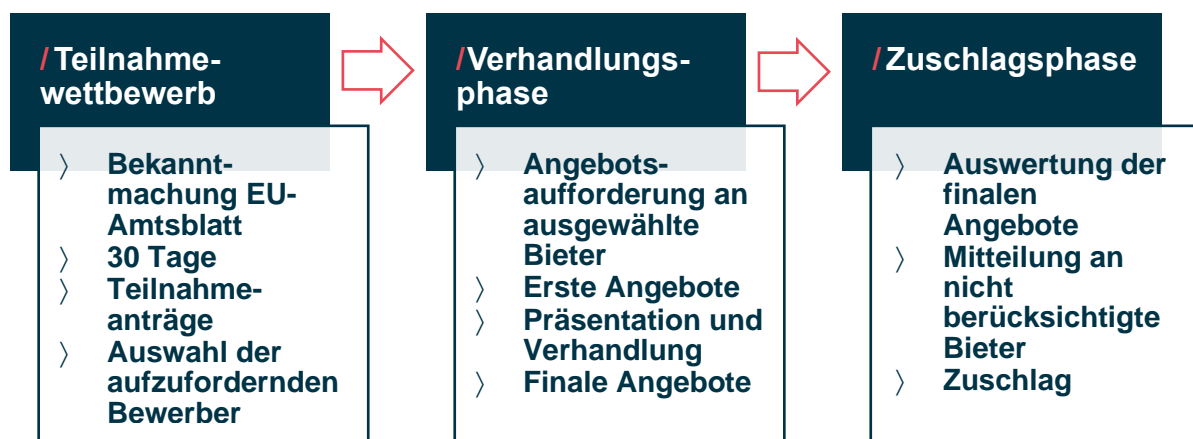 / Teilnahme-
wettbewerb
〉 Bekannt-
machung EU-
Amtsblatt
〉 30 Tage
〉 Teilnahme-
anträge
〉 Auswahl der
aufzufordernden
Bewerber
/Verhandlungs-
phase
〉 Angebots-
aufforderung an
ausgewählte
Bieter
〉 Erste Angebote
〉 Präsentation und
Verhandlung
〉 Finale Angebote
/Zuschlagsphase
〉 Auswertung der
finalen
Angebote
〉 Mitteilung an
nicht
berücksichtigte
Bieter
〉 Zuschlag